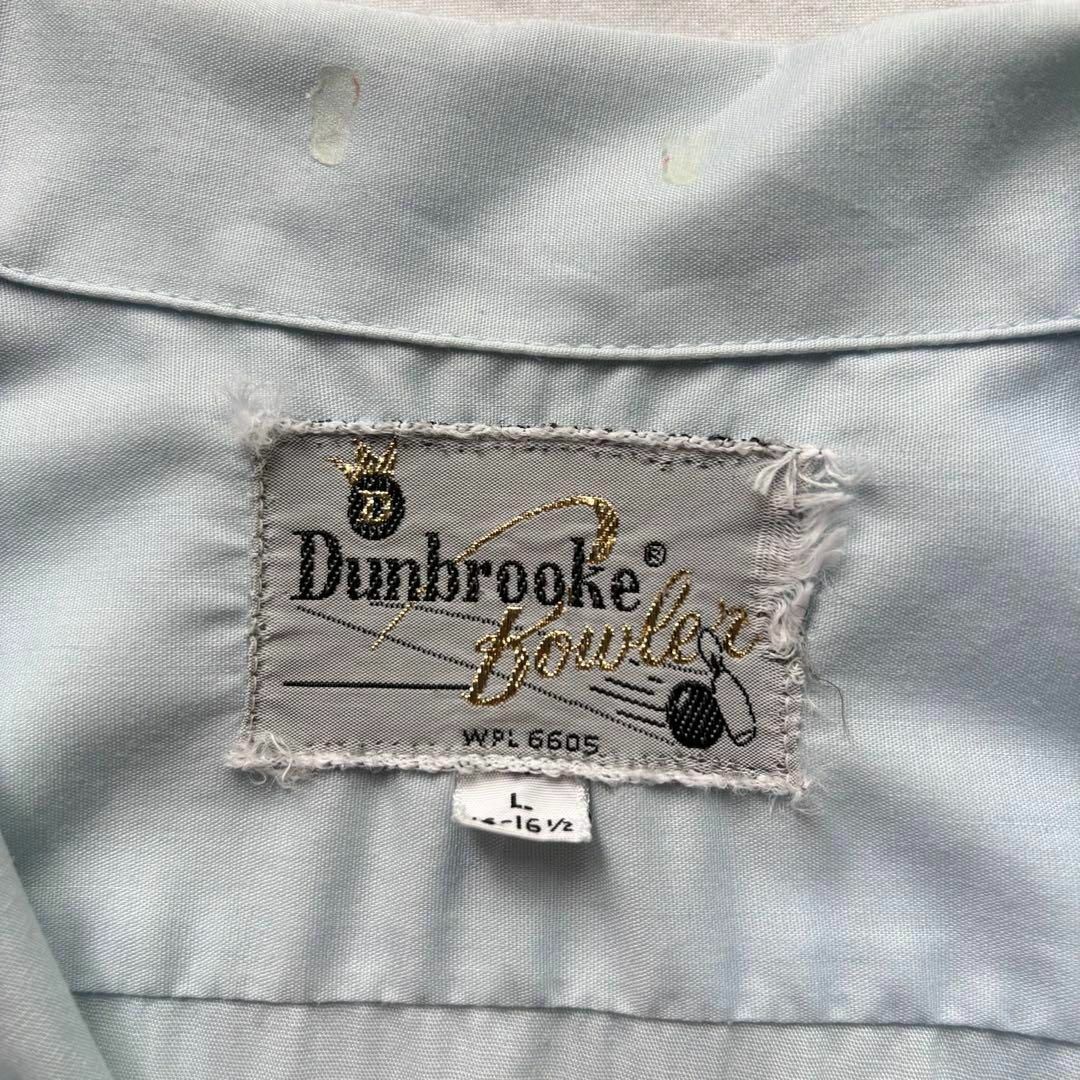 D
Dunbrooke®
Bowler
WPL 6605
L.
-16 1/2